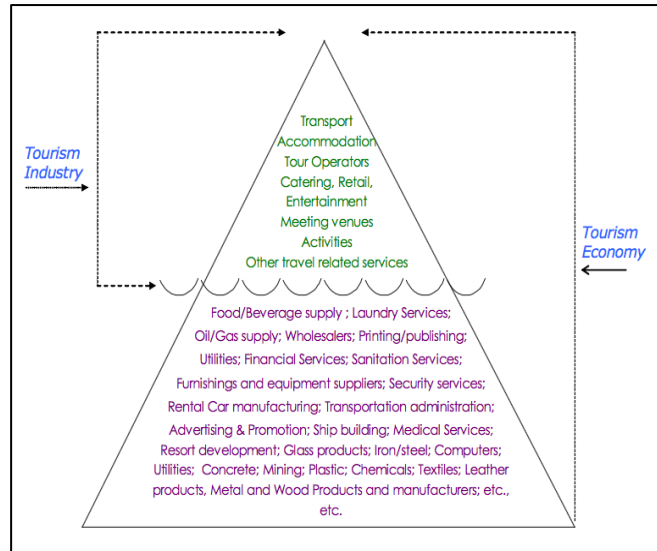 Transport
Accommodation
Tour Operators
Catering, Retail,
Entertainment
Meeting venues
Activities
Other travel related services
Tourism
Industry
Tourism
Economy
Food/Beverage supply ; Laundry Services;
Oil/Gas supply; Wholesalers; Printing/publishing;
Utilities; Financial Services; Sanitation Services;
Furnishings and equipment suppliers; Security services;
Rental Car manufacturing; Transportation administration;
Advertising & Promotion; Ship building; Medical Services;
Resort development; Glass products; Iron/steel; Computers;
Utilities; Concrete; Mining; Plastic; Chemicals; Textiles; Leather
products, Metal and Wood Products and manufacturers; etc.,
etc.